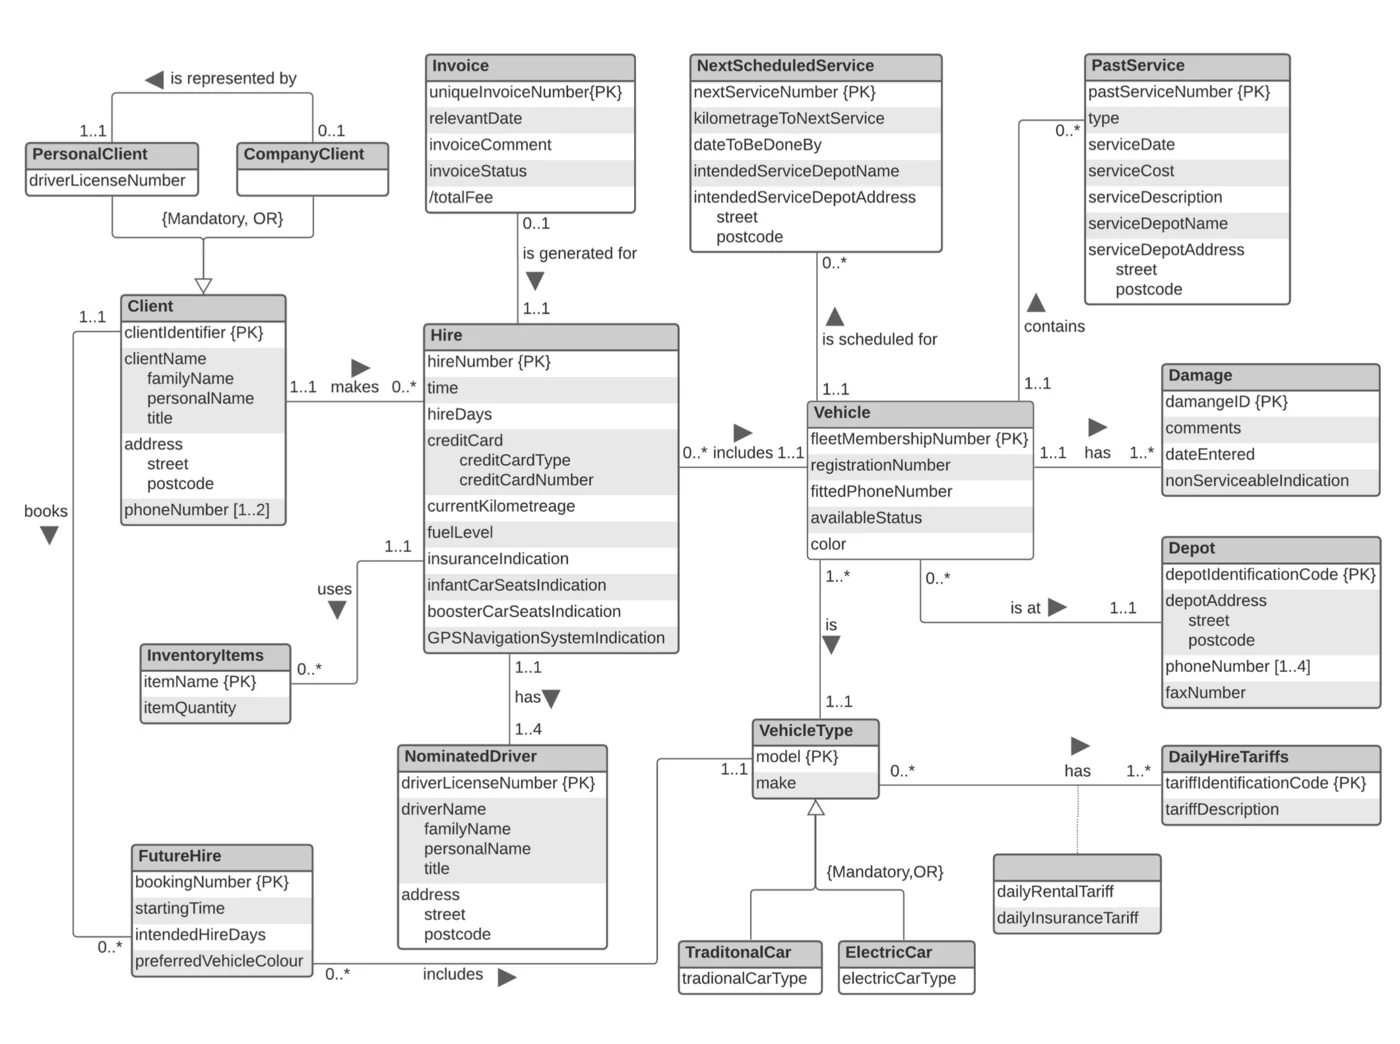 is represented by
1..1
0..1
PersonalClient
driverLicenseNumber
CompanyClient
{Mandatory, OR}
Invoice
uniqueInvoiceNumber{PK}
relevantDate
invoiceComment
invoiceStatus
/totalFee
0..1
is generated for
1..1
NextScheduledService
nextServiceNumber {PK}
kilometrageToNextService
dateToBeDoneBy
intendedServiceDepotName
intendedServiceDepotAddress
street
postcode
0..*
is scheduled for
1..1
PastService
pastServiceNumber {PK}
type
serviceDate
serviceCost
serviceDescription
serviceDepotName
serviceDepotAddress
street
postcode
0..*
contains
1..1
1..1
Client
clientIdentifier {PK}
clientName
familyName
personalName
title
address
street
postcode
phoneNumber [1..2]
1..1 makes 0..*
books
Hire
hireNumber {PK}
time
hireDays
creditCard
creditCardType
creditCardNumber
currentKilometreage
fuelLevel
insuranceIndication
infantCarSeatsIndication
boosterCarSeatsIndication
GPSNavigationSystemIndication
0..* includes 1..1
Vehicle
fleetMembershipNumber {PK}
registrationNumber
fittedPhoneNumber
availableStatus
color
1..1 has 1..*
Damage
damangeID {PK}
comments
dateEntered
nonServiceableIndication
Depot
depotIdentificationCode {PK}
depotAddress
street
postcode
phoneNumber [1..4]
faxNumber
0..*
is at
1..1
1..*
is
1..1
1..1
uses
0..*
InventoryItems
itemName {PK}
itemQuantity
1..1
has
1..4
NominatedDriver
driverLicenseNumber {PK}
driverName
familyName
personalName
title
address
street
postcode
VehicleType
model {PK}
make
1..1
0..*
has
1..*
DailyHireTariffs
tariffIdentificationCode {PK}
tariffDescription
dailyRentalTariff
dailyInsuranceTariff
{Mandatory,OR}
TraditonalCar
tradionalCarType
ElectricCar
electricCarType
FutureHire
bookingNumber {PK}
startingTime
intendedHireDays
preferredVehicleColour
0..*
0..*
includes